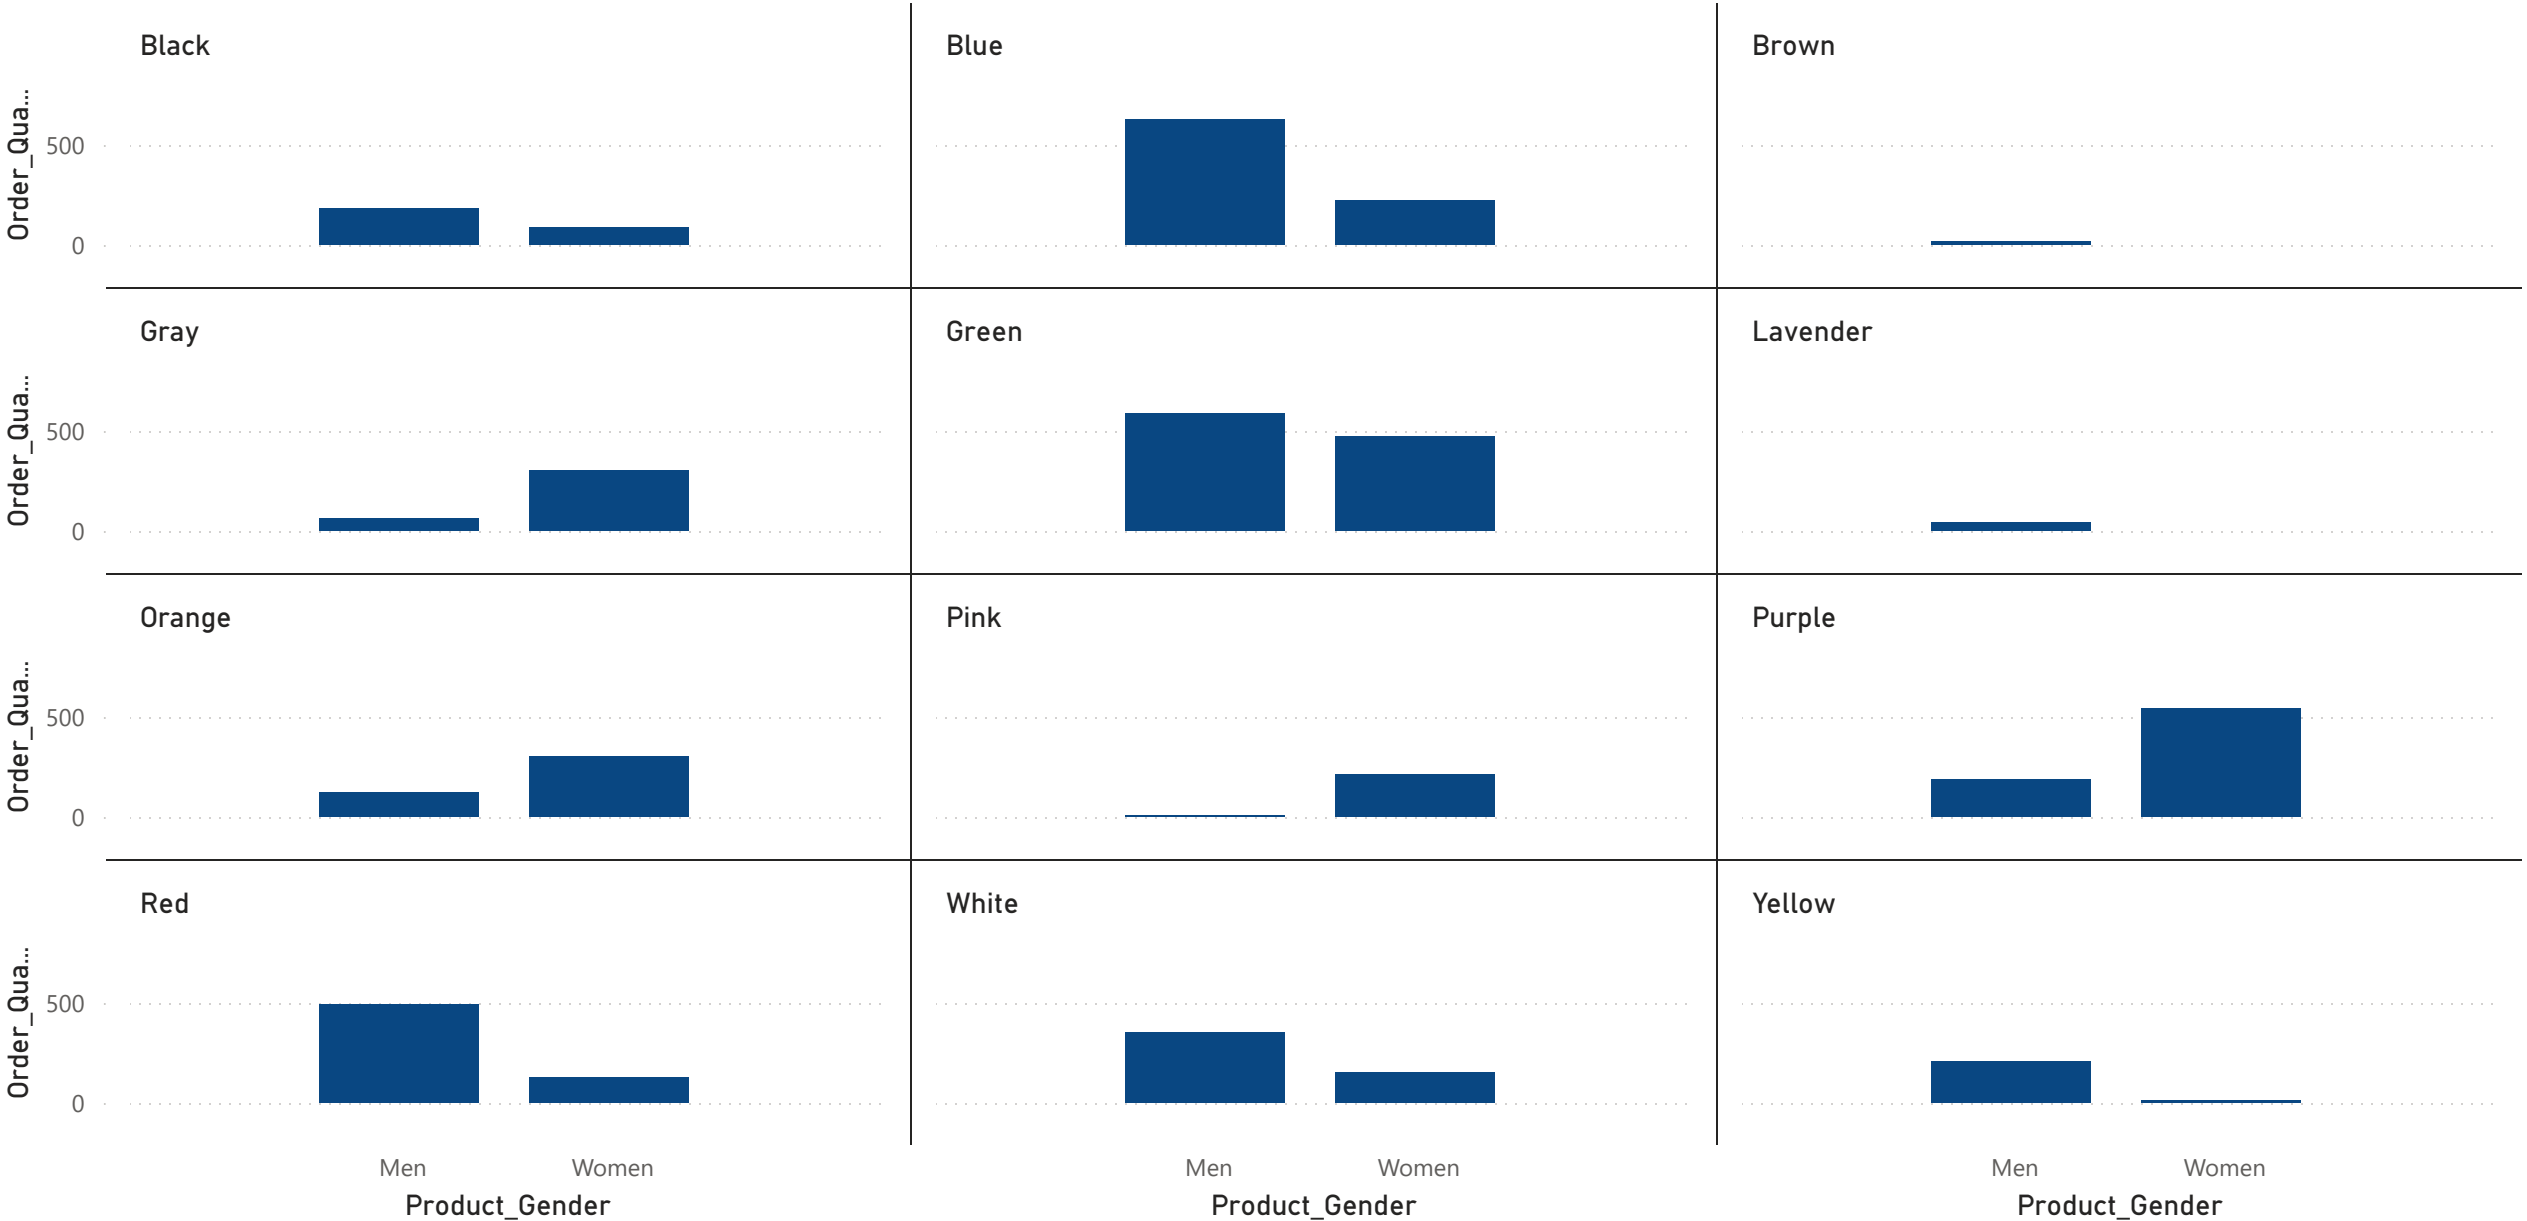 Black
Blue
Brown
Order_Qua...
500
0
Gray
Green
Lavender
Order_Qua...
500
0
Orange
Pink
Purple
Order_Qua...
500
0
Red
White
Yellow
Order_Qua...
500
0
Men Women
Men Women
Men Women
Product_Gender
Product_Gender
Product_Gender